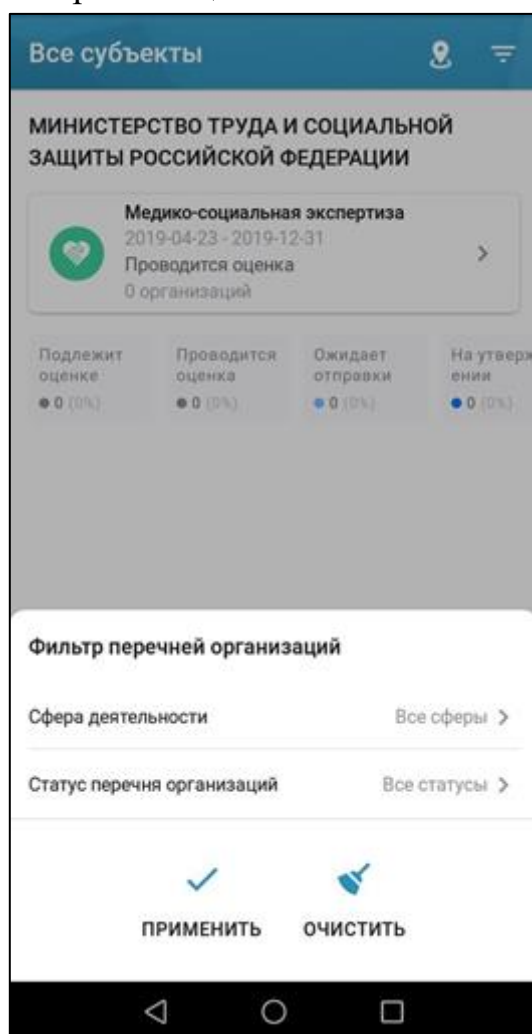 Все субъекты
МИНИСТЕРСТВО ТРУДА И СОЦИАЛЬНОЙ
ЗАЩИТЫ РОССИЙСКОЙ ФЕДЕРАЦИИ
Медико-социальная экспертиза
2019-04-23 - 2019-12-31
Проводится оценка
0 организаций
Подлежит
оценке
0 (0%)
Проводится
оценка
0 (0%)
Ожидает
отправки
0 (0%)
На утверж
ении
0 (0%)
Фильтр перечней организаций
Сфера деятельности Все сферы
Статус перечня организаций Все статусы
ПРИМЕНИТЬ ОЧИСТИТЬ